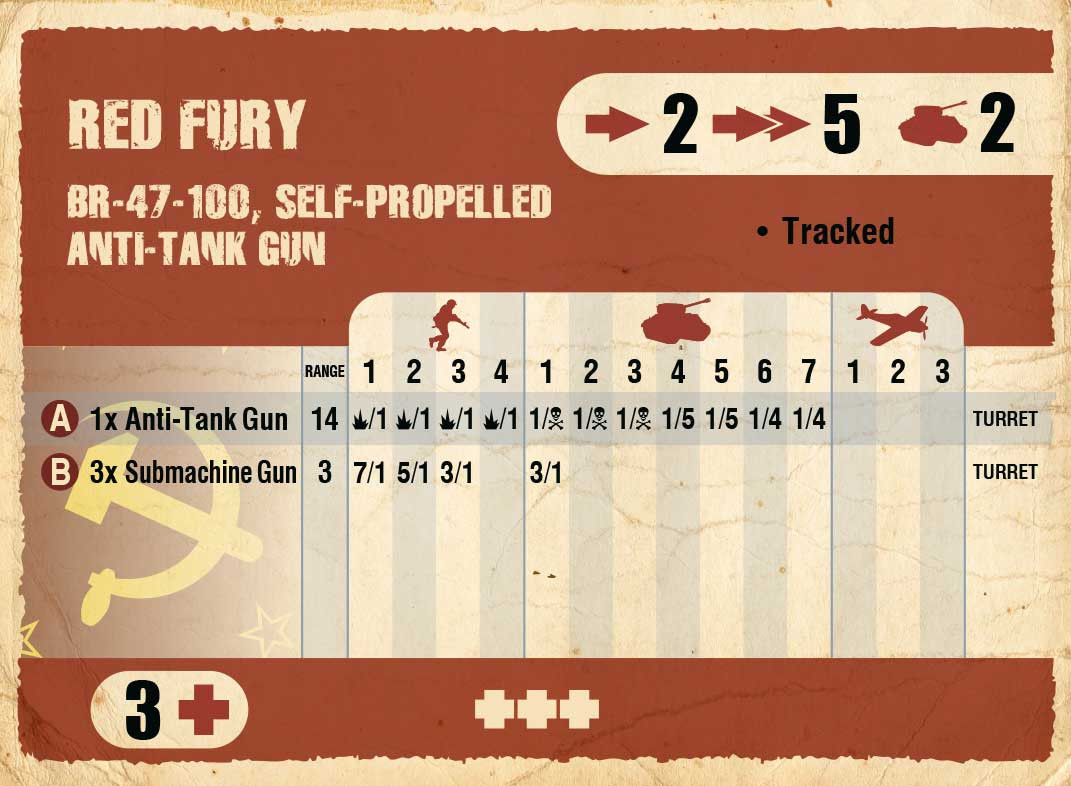 RED FURY
2 5 2
BR-47-100, SELF-PROPELLED
ANTI-TANK GUN
• Tracked
RANGE 1 2 3 4 1 2 3 4 5 6 7 1 2 3
A 1x Anti-Tank Gun 14 /1 /1 /1 /1 1/☠ 1/☠ 1/☠ 1/5 1/5 1/4 1/4 TURRET
B 3x Submachine Gun 3 7/1 5/1 3/1 3/1 TURRET
3